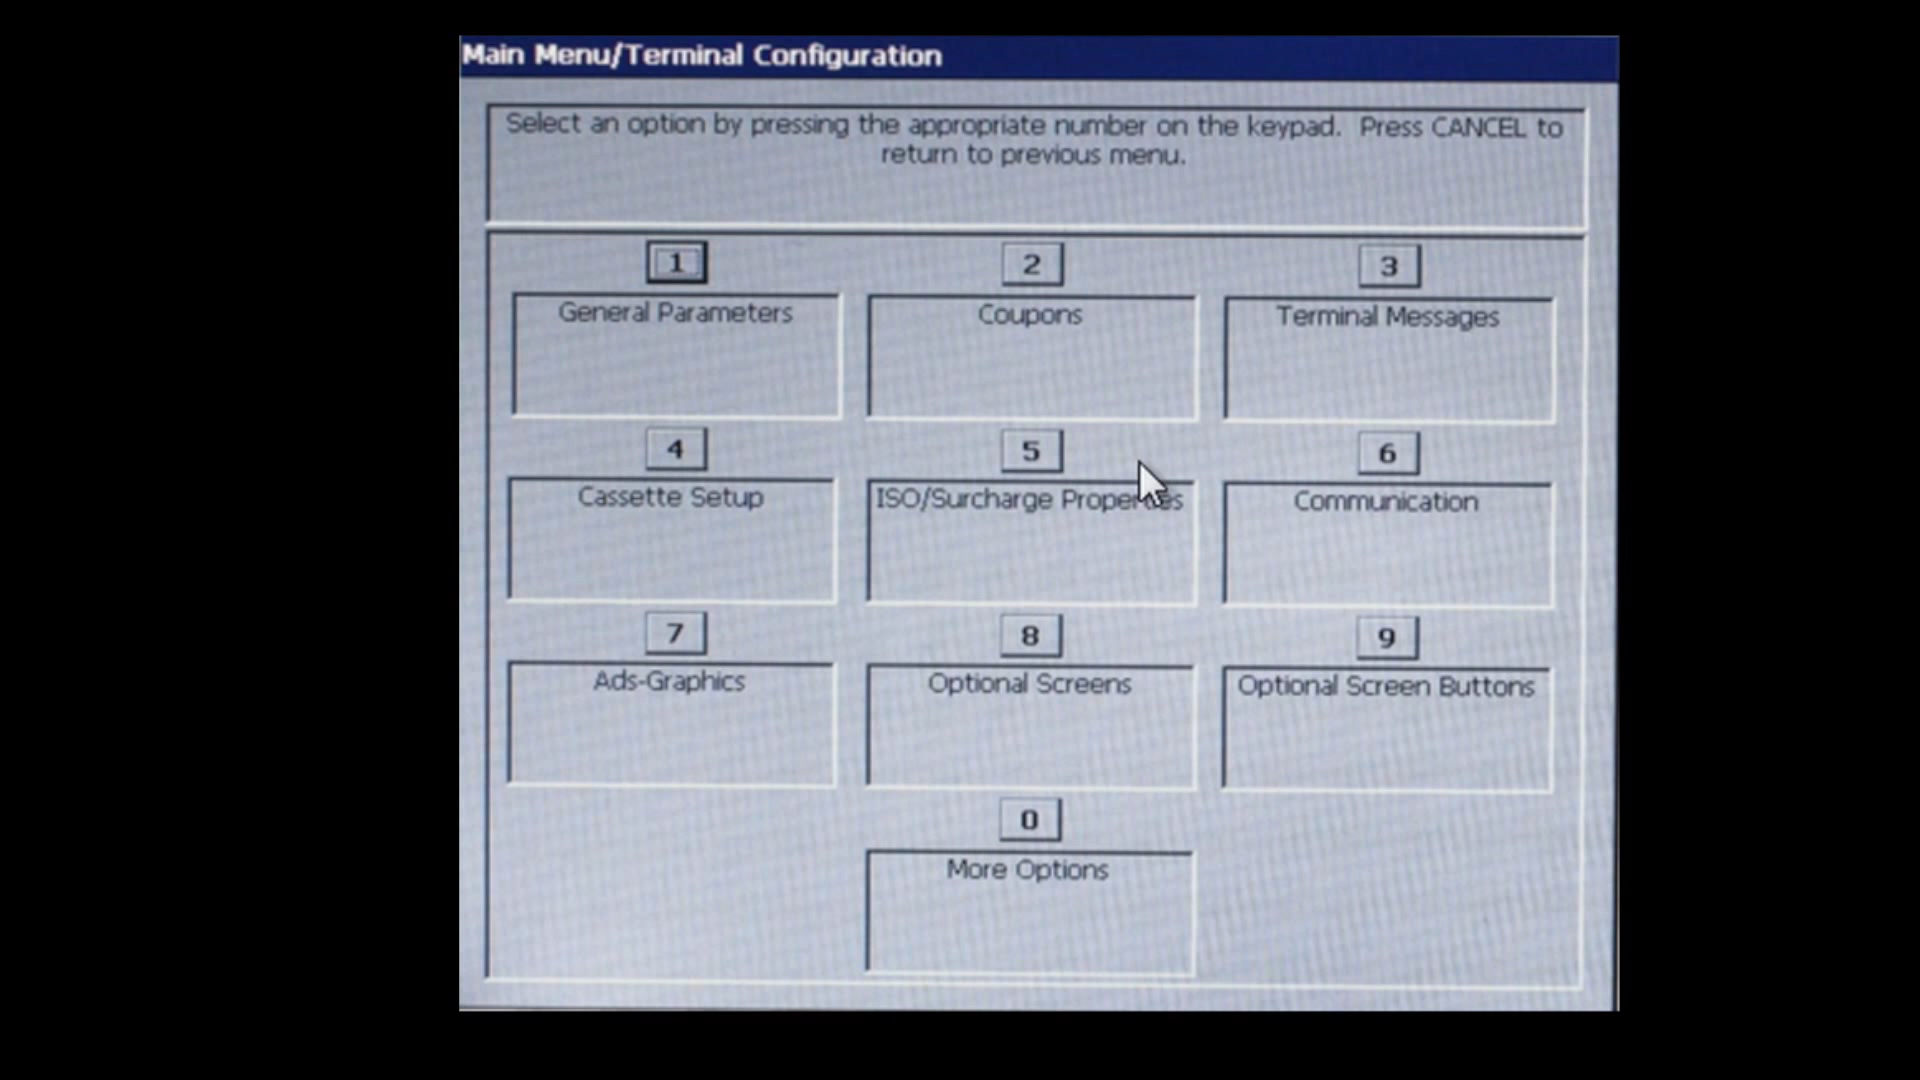 Main Menu/Terminal Configuration
Select an option by pressing the appropriate number on the keypad. Press CANCEL to
return to previous menu.
1
2
3
General Parameters
Coupons
Terminal Messages
4
5
6
Cassette Setup
ISO/Surcharge Properties
Communication
7
8
9
Ads-Graphics
Optional Screens
Optional Screen Buttons
0
More Options